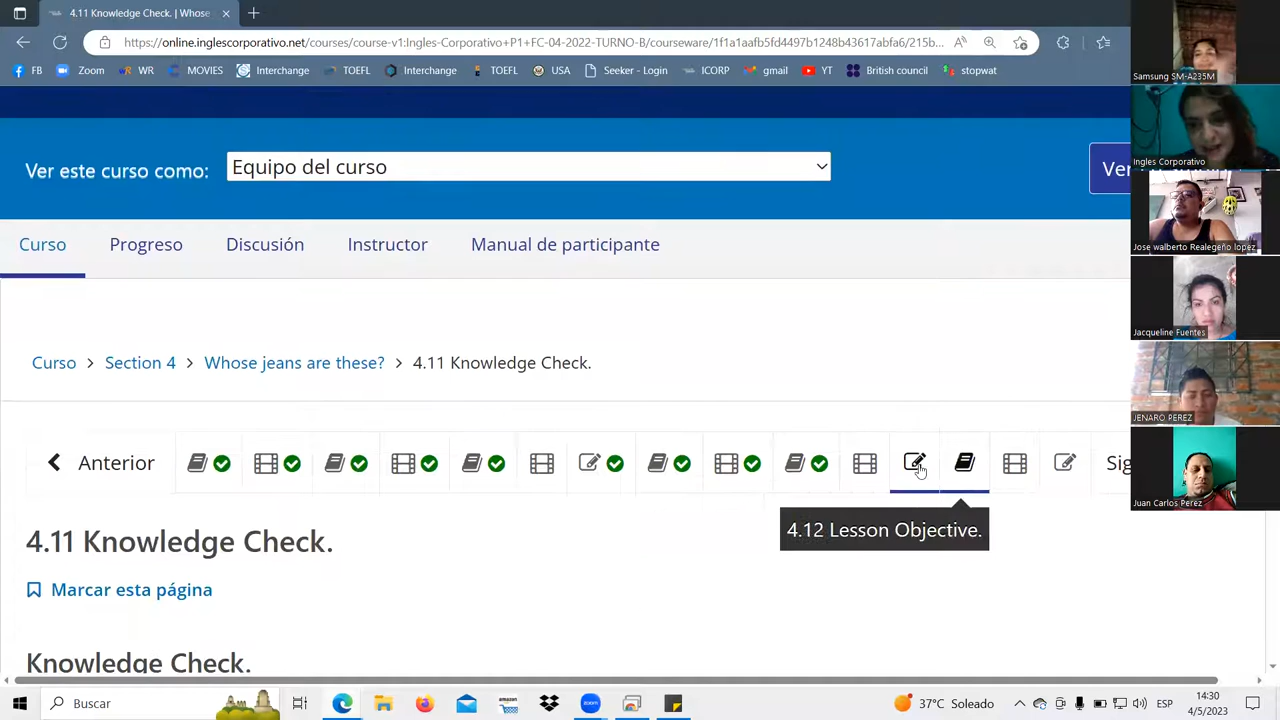 4.11 Knowledge Check. | Whose
https://online.inglescorporativo.net/courses/course-v1:Ingles-Corporativo+P1+FC-04-2022-TURNO-B/courseware/1f1a1aafb5fd4497b1248b43617abfa6/215b...
FB Zoom WR MOVIES Interchange TOEFL Interchange TOEFL USA Seeker - Login ICORP gmail YT British council stopwat
Ver este curso como: Equipo del curso
Ver
Curso Progreso Discusión Instructor Manual de participante
Curso > Section 4 > Whose jeans are these? > 4.11 Knowledge Check.
Anterior
Sig
4.12 Lesson Objective.
4.11 Knowledge Check.
Marcar esta página
Knowledge Check.
Samsung SM-A235M
Ingles Corporativo
Jose walberto Realegeño lopez
Jacqueline Fuentes
JENARO PEREZ
Juan Carlos Perez
Buscar
amazon
zoom
37°C Soleado
ESP
14:30
4/5/2023